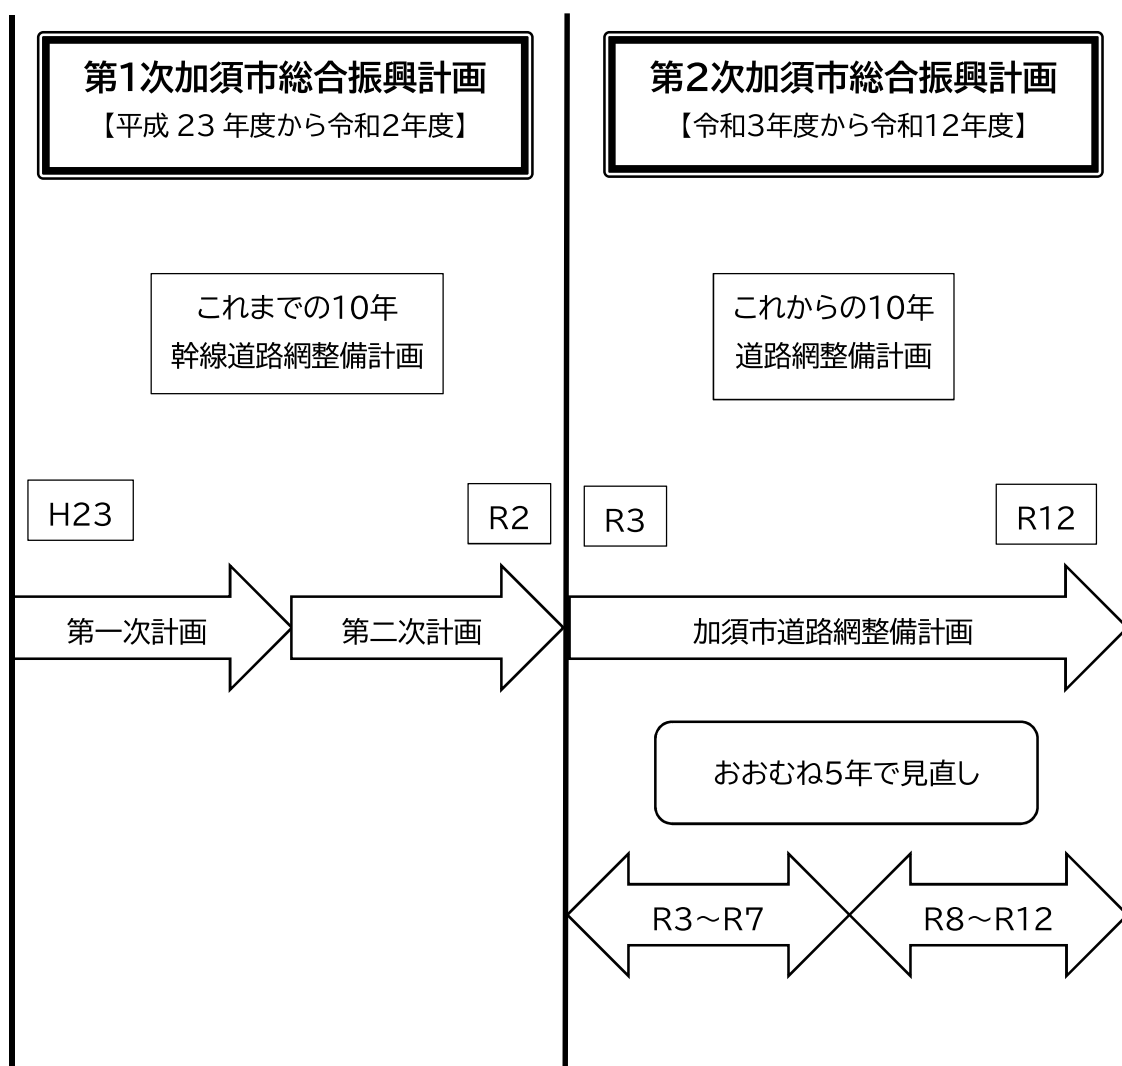 第1次加須市総合振興計画
【平成 23 年度から令和2年度】
第2次加須市総合振興計画
【令和3年度から令和12年度】
これまでの10年
幹線道路網整備計画
これからの10年
道路網整備計画
H23
R2
R3
R12
第一次計画
第二次計画
加須市道路網整備計画
おおむね5年で見直し
R3～R7
R8～R12